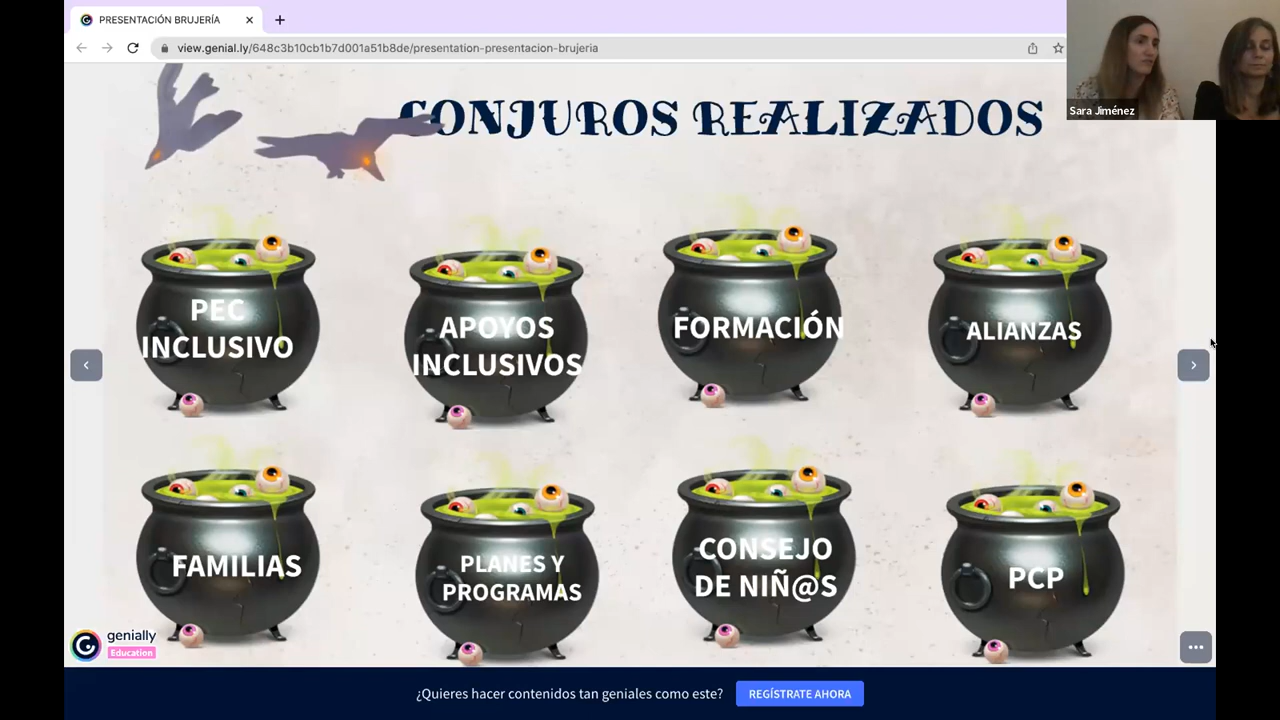 PRESENTACIÓN BRUJERÍA
view.genial.ly/648c3b10cb1b7d001a51b8de/presentation-presentacion-brujeria
Sara Jiménez
CONJUROS REALIZADOS
PEC
INCLUSIVO
APOYOS
INCLUSIVOS
FORMACIÓN
ALIANZAS
FAMILIAS
PLANES Y
PROGRAMAS
CONSEJO
DE NIÑ@S
PCP
genially
Education
¿Quieres hacer contenidos tan geniales como este?
REGÍSTRATE AHORA